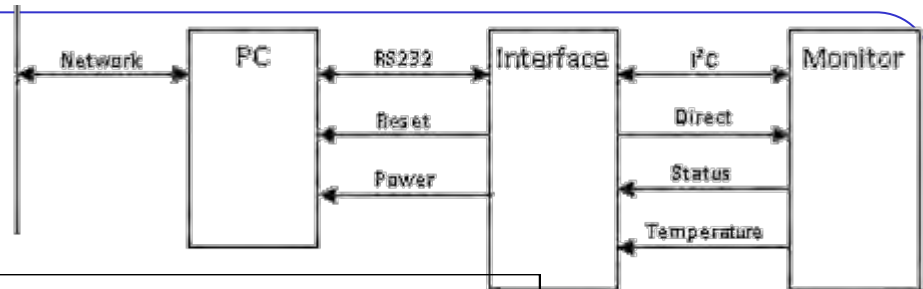 PC
Interface
Monitor
Network
RS232
I²C
Reset
Direct
Power
Status
Temperature